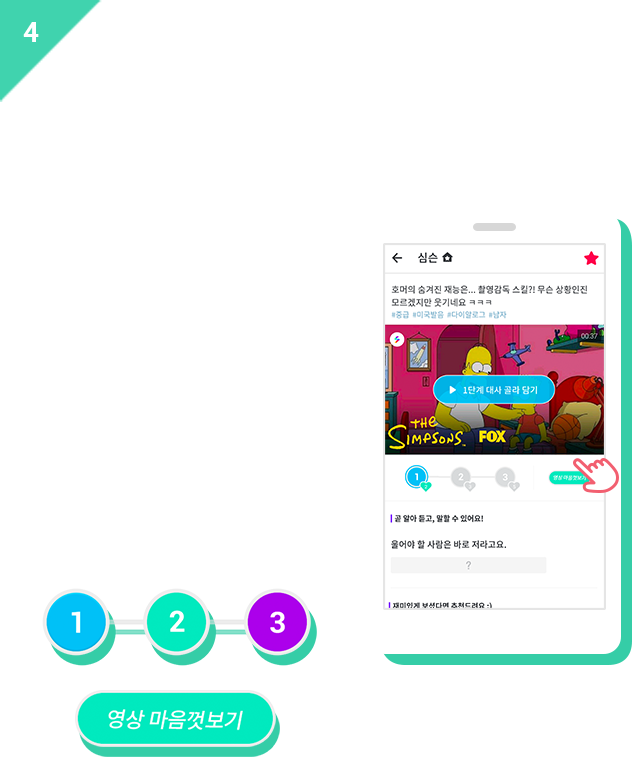 4
심슨
호머의 숨겨진 재능은... 촬영감독 스킬?! 무슨 상황인진
모르겠지만 웃기네요 ㅋㅋㅋ
#중급 #미국발음 #다이알로그 #남자
00:37
1단계 대사 골라 담기
THE
SIMPSONS
FOX
1 2 3
영상 마음껏보기
곧 알아 듣고, 말할 수 있어요!
울어야 할 사람은 바로 저라고요.
?
재미있게 보셨다면 추천드려요 :)
1 2 3
영상 마음껏보기